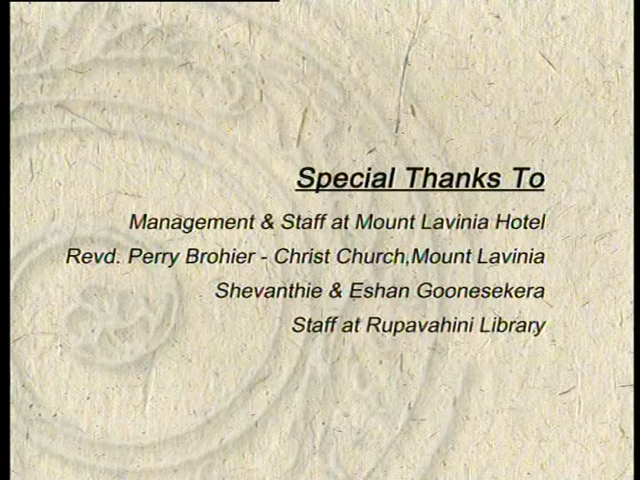 Special Thanks To
Management & Staff at Mount Lavinia Hotel
Revd. Perry Brohier - Christ Church,Mount Lavinia
Shevanthie & Eshan Goonesekera
Staff at Rupavahini Library